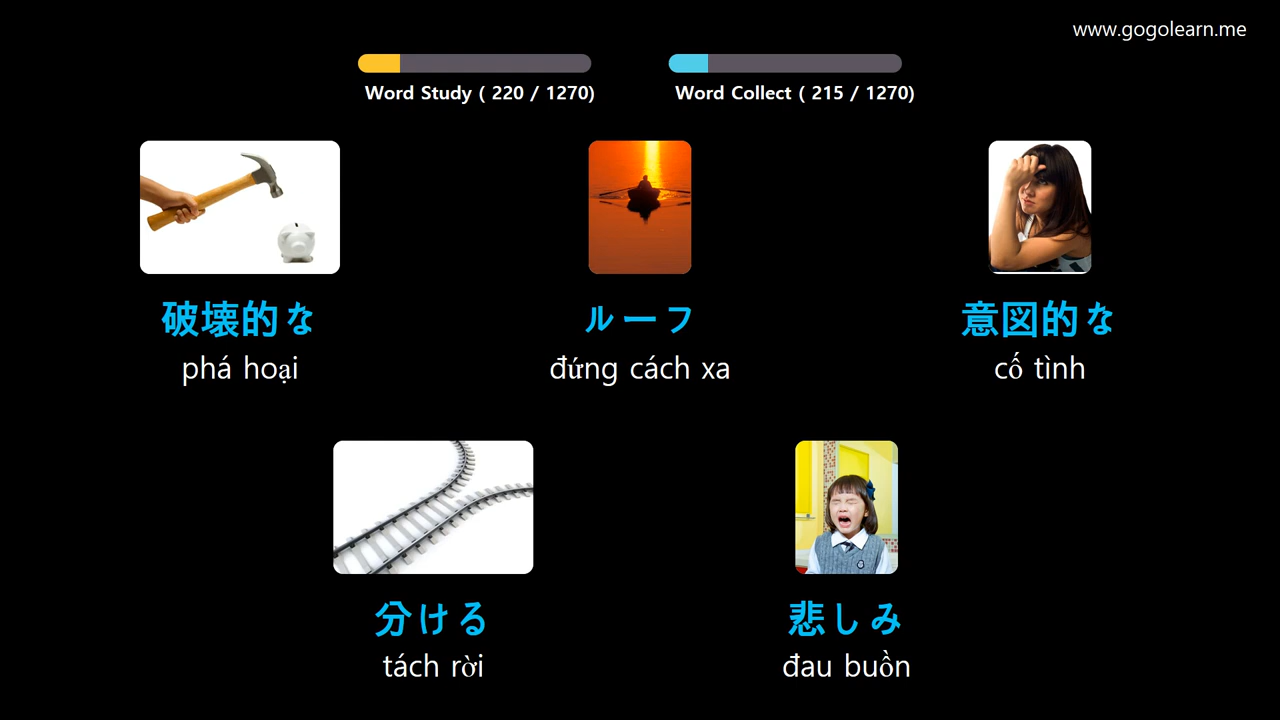 www.gogolearn.me
Word Study ( 220 / 1270)
Word Collect ( 215 / 1270)
破壊的な
ルーフ
意図的な
phá hoại
đứng cách xa
cố tình
分ける
悲しみ
tách rời
đau buồn